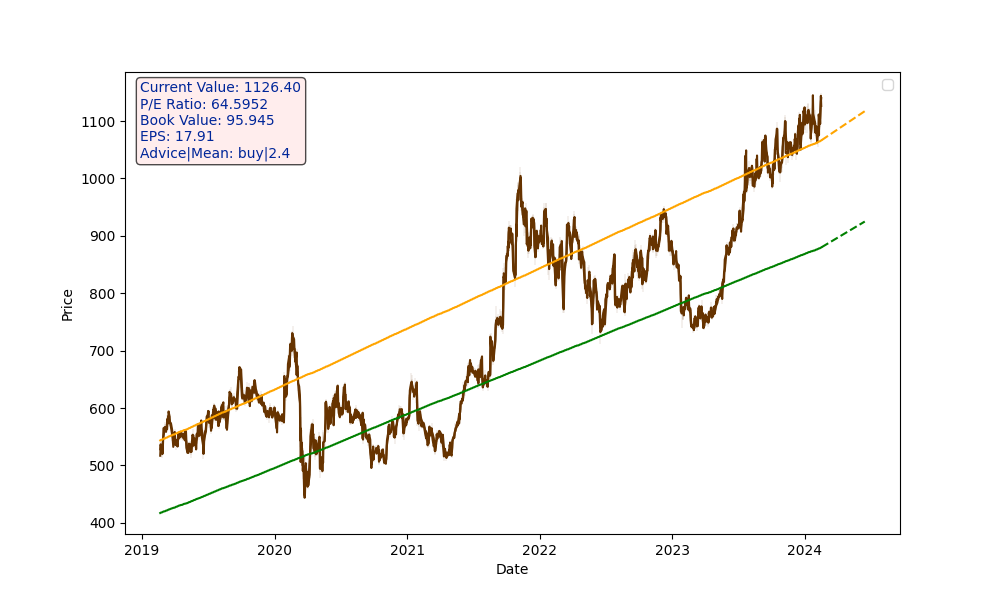 Current Value: 1126.40
P/E Ratio: 64.5952
Book Value: 95.945
EPS: 17.91
Advice|Mean: buy|2.4
1100
1000
900
800
700
600
500
400
Price
2019 2020 2021 2022 2023 2024
Date